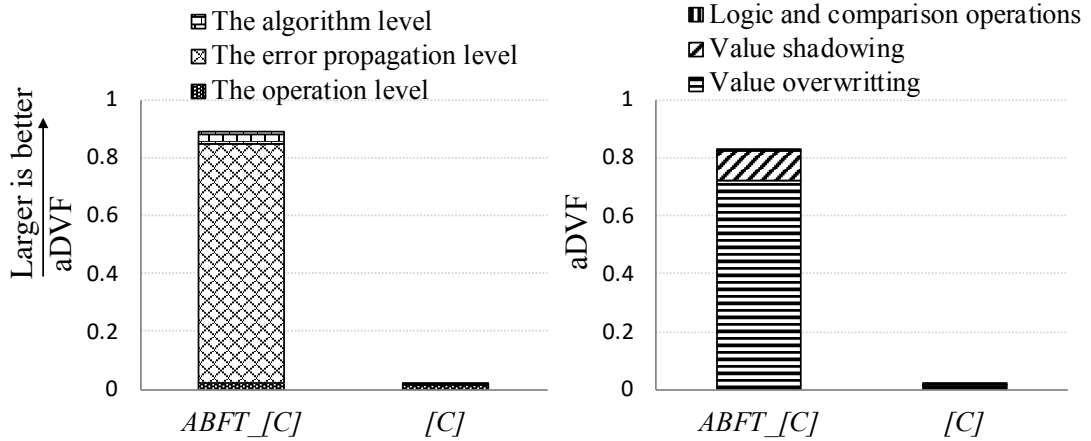 The algorithm level
The error propagation level
The operation level
Larger is better
aDVF
1
0.8
0.6
0.4
0.2
0
ABFT_[C]
[C]
Logic and comparison operations
Value shadowing
Value overwritting
aDVF
1
0.8
0.6
0.4
0.2
0
ABFT_[C]
[C]